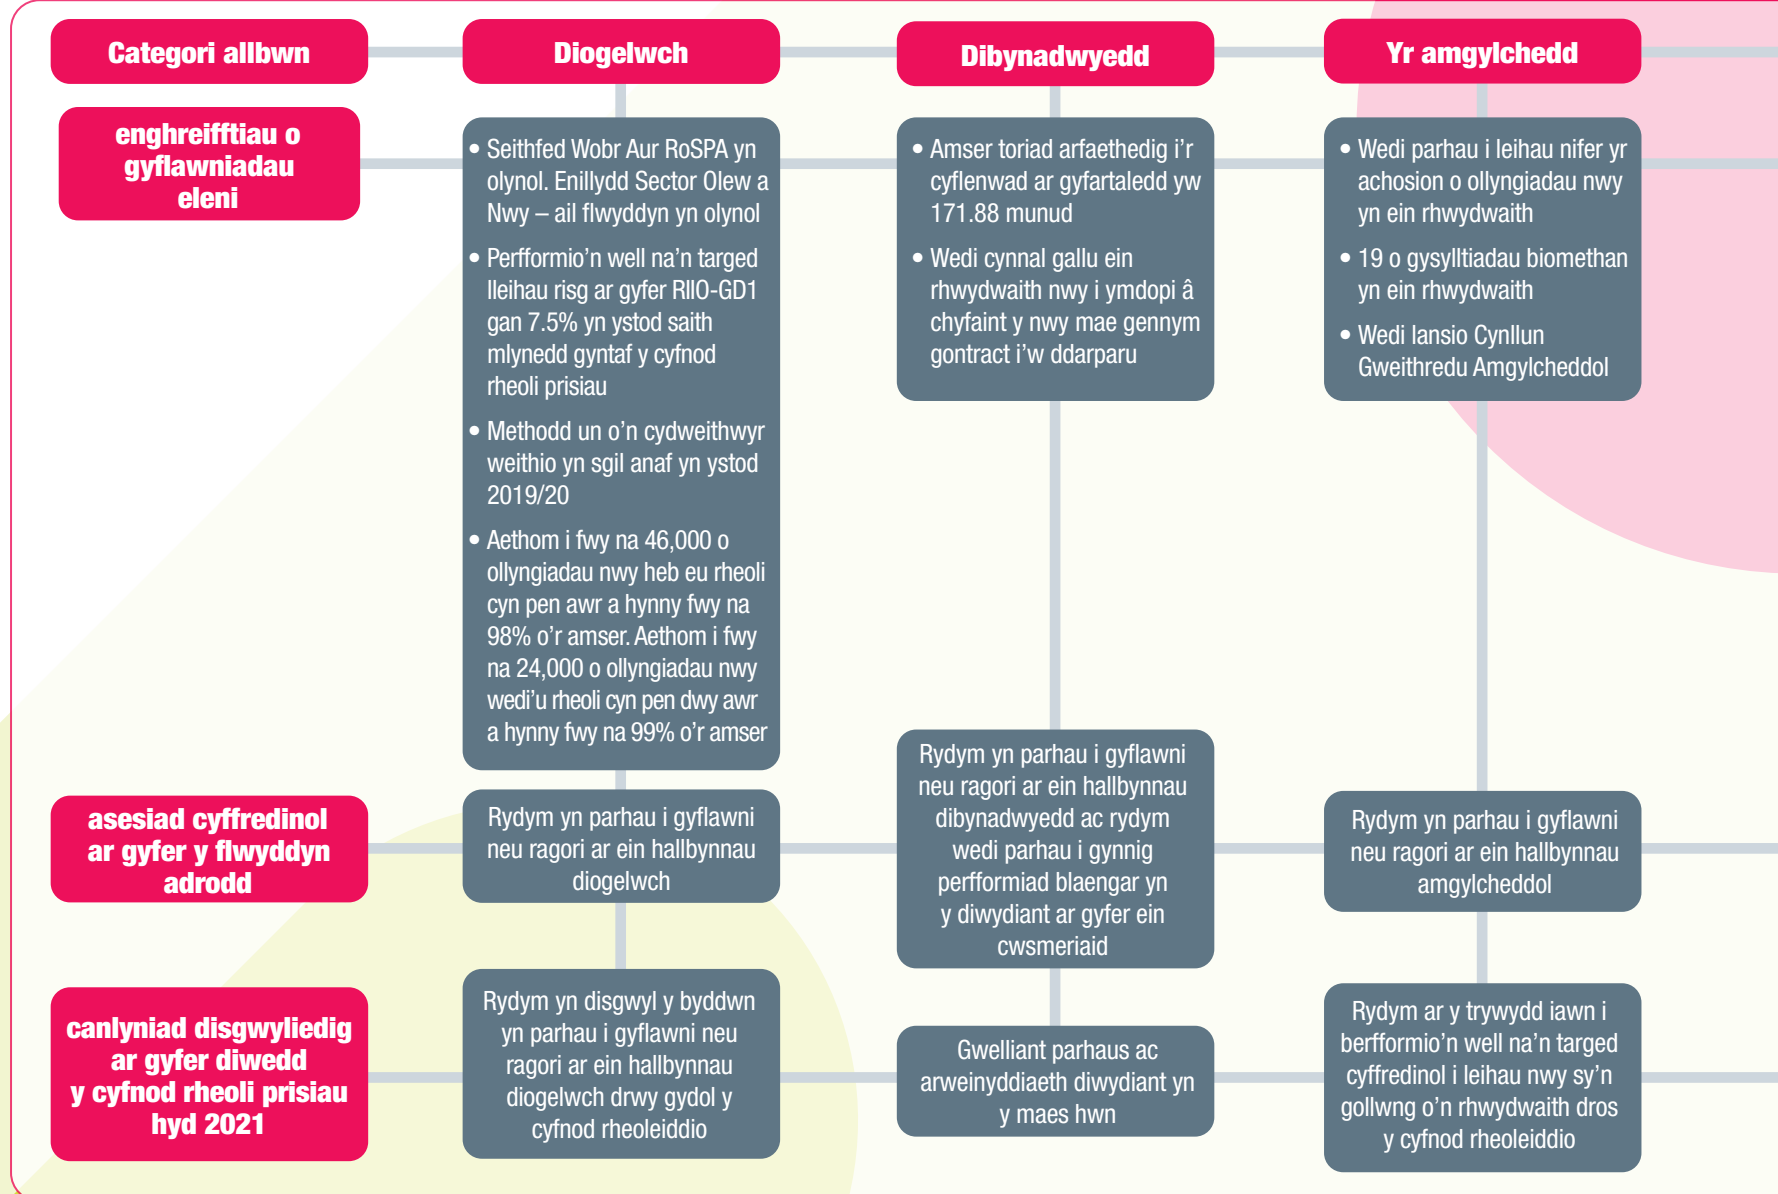 Categori allbwn
Diogelwch
Dibynadwyedd
Yr amgylchedd
enghreifftiau o
gyflawniadau
eleni
• Seithfed Wobr Aur RoSPA yn
olynol. Enillydd Sector Olew a
Nwy – ail flwyddyn yn olynol
• Perfformio’n well na’n targed
lleihau risg ar gyfer RIIO-GD1
gan 7.5% yn ystod saith
mlynedd gyntaf y cyfnod
rheoli prisiau
• Methodd un o’n cydweithwyr
weithio yn sgil anaf yn ystod
2019/20
• Aethom i fwy na 46,000 o
ollyngiadau nwy heb eu rheoli
cyn pen awr a hynny fwy na
98% o’r amser. Aethom i fwy
na 24,000 o ollyngiadau nwy
wedi’u rheoli cyn pen dwy awr
a hynny fwy na 99% o’r amser
• Amser toriad arfaethedig i’r
cyflenwad ar gyfartaledd yw
171.88 munud
• Wedi cynnal gallu ein
rhwydwaith nwy i ymdopi â
chyfaint y nwy mae gennym
gontract i’w ddarparu
• Wedi parhau i leihau nifer yr
achosion o ollyngiadau nwy
yn ein rhwydwaith
• 19 o gysylltiadau biomethan
yn ein rhwydwaith
• Wedi lansio Cynllun
Gweithredu Amgylcheddol
asesiad cyffredinol
ar gyfer y flwyddyn
adrodd
Rydym yn parhau i gyflawni
neu ragori ar ein hallbynnau
diogelwch
Rydym yn parhau i gyflawni
neu ragori ar ein hallbynnau
dibynadwyedd ac rydym
wedi parhau i gynnig
perfformiad blaengar yn
y diwydiant ar gyfer ein
cwsmeriaid
Rydym yn parhau i gyflawni
neu ragori ar ein hallbynnau
amgylcheddol
canlyniad disgwyliedig
ar gyfer diwedd
y cyfnod rheoli prisiau
hyd 2021
Rydym yn disgwyl y byddwn
yn parhau i gyflawni neu
ragori ar ein hallbynnau
diogelwch drwy gydol y
cyfnod rheoleiddio
Gwelliant parhaus ac
arweinyddiaeth diwydiant yn
y maes hwn
Rydym ar y trywydd iawn i
berfformio’n well na’n targed
cyffredinol i leihau nwy sy’n
gollwng o’n rhwydwaith dros
y cyfnod rheoleiddio